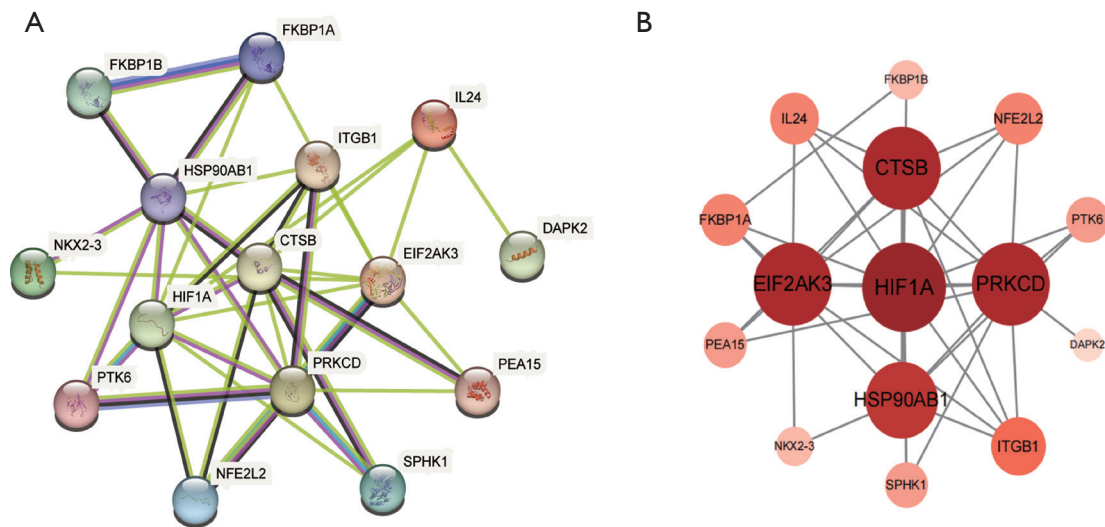 A
FKBP1A
FKBP1B
IL24
ITGB1
HSP90AB1
CTSB
DAPK2
EIF2AK3
NKX2-3
HIF1A
PRKCD
PEA15
PTK6
NFE2L2
SPHK1
B
FKBP1B
IL24
NFE2L2
CTSB
FKBP1A
PTK6
EIF2AK3
HIF1A
PRKCD
PEA15
DAPK2
HSP90AB1
NKX2-3
ITGB1
SPHK1